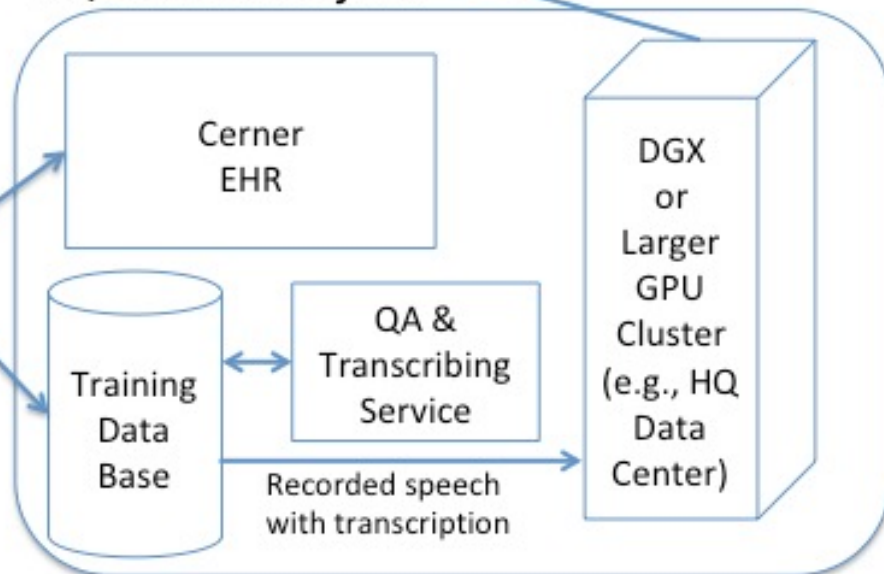 Cerner
EHR
DGX
or
Larger
GPU
Cluster
(e.g., HQ
Data
Center)
QA &
Transcribing
Service
Training
Data
Base
Recorded speech
with transcription